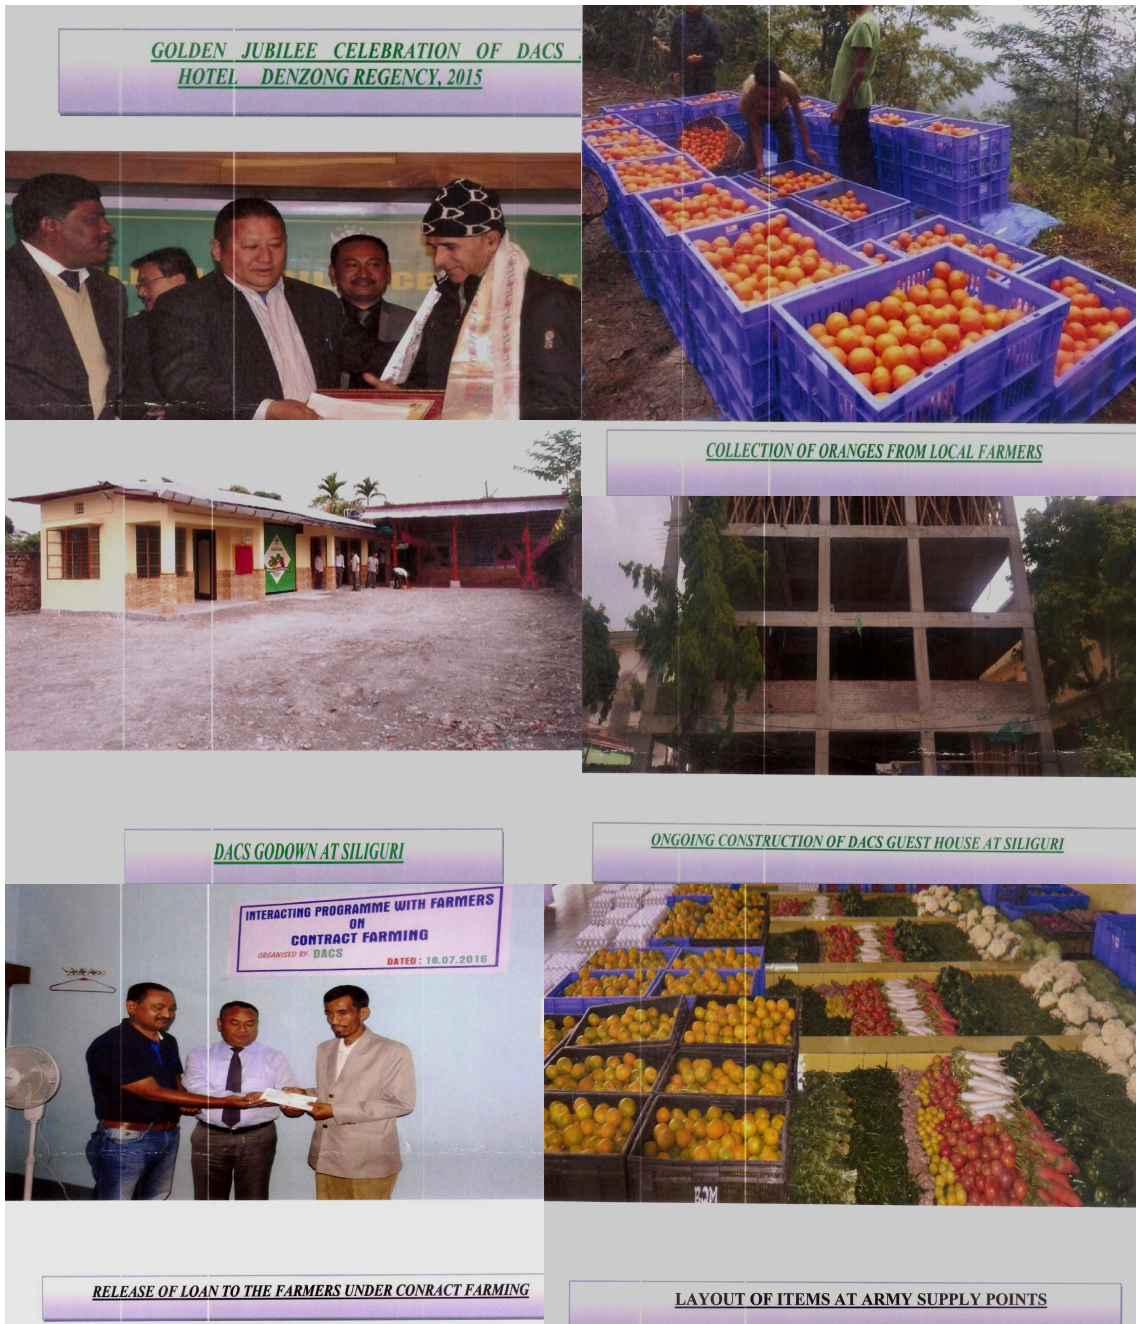 GOLDEN JUBILEE CELEBRATION OF DACS
HOTEL DENZONG REGENCY, 2015
COLLECTION OF ORANGES FROM LOCAL FARMERS
DACS GODOWN AT SILIGURI
ONGOING CONSTRUCTION OF DACS GUEST HOUSE AT SILIGURI
INTERACTING PROGRAMME WITH FARMERS
ON
CONTRACT FARMING
ORGANISED BY- DACS
DATED : 18.07.2016
RELEASE OF LOAN TO THE FARMERS UNDER CONRACT FARMING
LAYOUT OF ITEMS AT ARMY SUPPLY POINTS